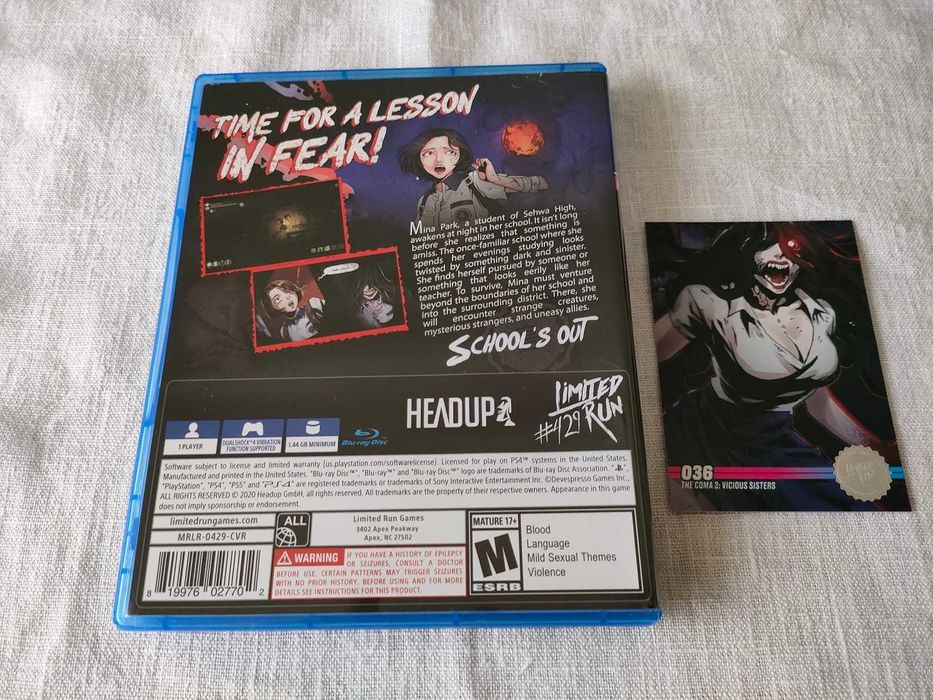 TIME FOR A LESSON
IN FEAR!
Mina Park, a student of Sehwa High,
awakens at night in her school. It isn't long
before she realizes that something is
amiss. The once-familiar school where she
spends her evenings studying looks
twisted by something dark and sinister.
She finds herself pursued by someone or
something that looks eerily like her
teacher. To survive, Mina must venture
beyond the boundaries of her school and
into the surrounding district. There, she
will encounter strange creatures,
mysterious strangers, and uneasy allies.
SCHOOL'S OUT
HEADUP
LIMITED
RUN
#429
1 PLAYER
DUALSHOCK®4 VIBRATION
FUNCTION SUPPORTED
1.44 GB MINIMUM
Blu-ray Disc
Software subject to license and limited warranty (us.playstation.com/softwarelicense). Licensed for play on PS4™ systems in the United States.
Manufactured and printed in the United States. "Blu-ray Disc™", "Blu-ray™" and "Blu-ray Disc™" logo are trademarks of Blu-ray Disc Association.
"PlayStation", "PS4", "PS5" and "PS4" are registered trademarks or trademarks of Sony Interactive Entertainment Inc. ©Devespresso Games Inc.,
ALL RIGHTS RESERVED © 2020 Headup GmbH, all rights reserved. All trademarks are the property of their respective owners. Appearance in this game
does not imply sponsorship or endorsement.
limitedrungames.com
MRLR-0429-CVR
ALL
Limited Run Games
3402 Apex Peakway
Apex, NC 27502
8 19976 02770 2
WARNING
IF YOU HAVE A HISTORY OF EPILEPSY
OR SEIZURES, CONSULT A DOCTOR
BEFORE USE. CERTAIN PATTERNS MAY TRIGGER SEIZURES
WITH NO PRIOR HISTORY. BEFORE USING AND FOR MORE
DETAILS SEE INSTRUCTIONS FOR THIS PRODUCT.
MATURE 17+
M
ESRB
Blood
Language
Mild Sexual Themes
Violence
036
THE COMA 2: VICIOUS SISTERS